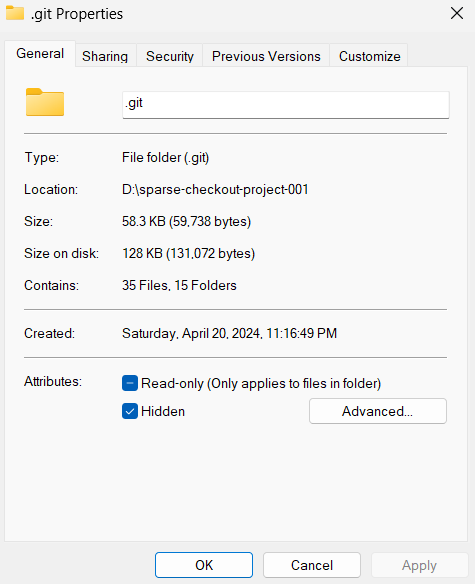 .git Properties
General Sharing Security Previous Versions Customize
.git
Type: File folder (.git)
Location: D:\sparse-checkout-project-001
Size: 58.3 KB (59,738 bytes)
Size on disk: 128 KB (131,072 bytes)
Contains: 35 Files, 15 Folders
Created: Saturday, April 20, 2024, 11:16:49 PM
Attributes: Read-only (Only applies to files in folder)
Hidden Advanced...
OK Cancel Apply